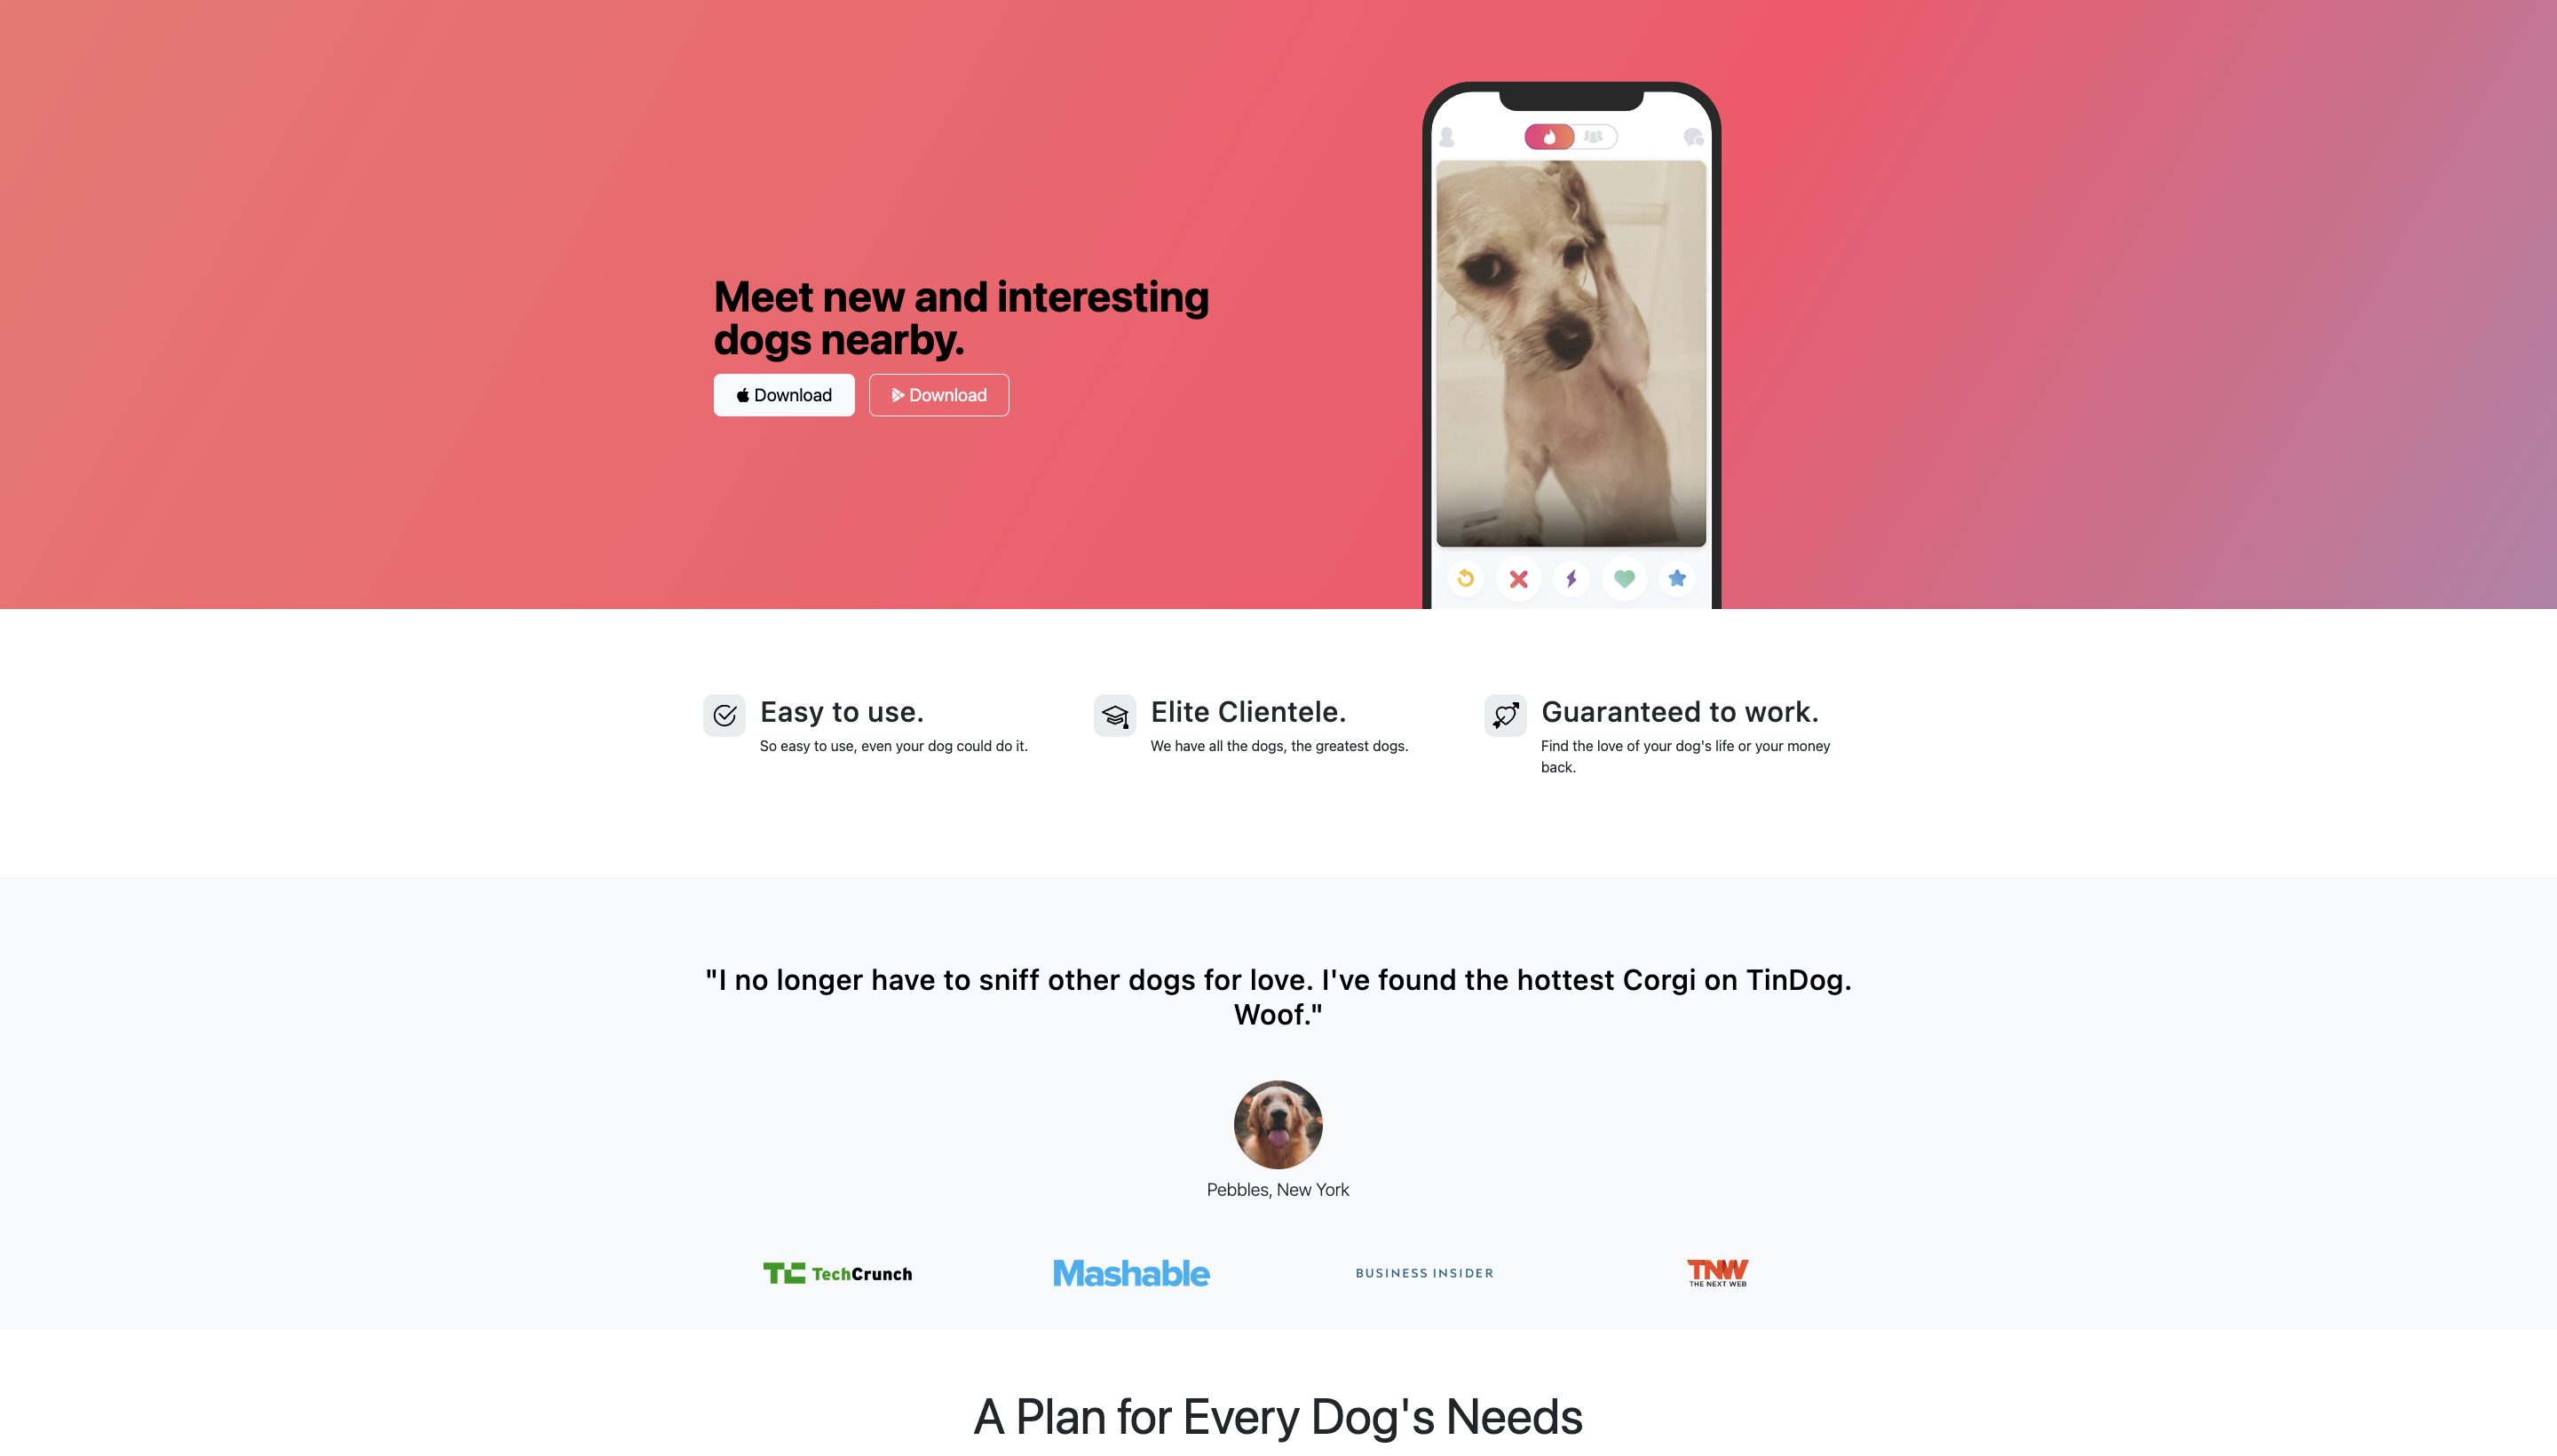 Meet new and interesting
dogs nearby.
Download
Download
Easy to use.
So easy to use, even your dog could do it.
Elite Clientele.
We have all the dogs, the greatest dogs.
Guaranteed to work.
Find the love of your dog's life or your money
back.
"I no longer have to sniff other dogs for love. I've found the hottest Corgi on TinDog.
Woof."
Pebbles, New York
TC TechCrunch
Mashable
BUSINESS INSIDER
TNW
THE NEXT WEB
A Plan for Every Dog's Needs